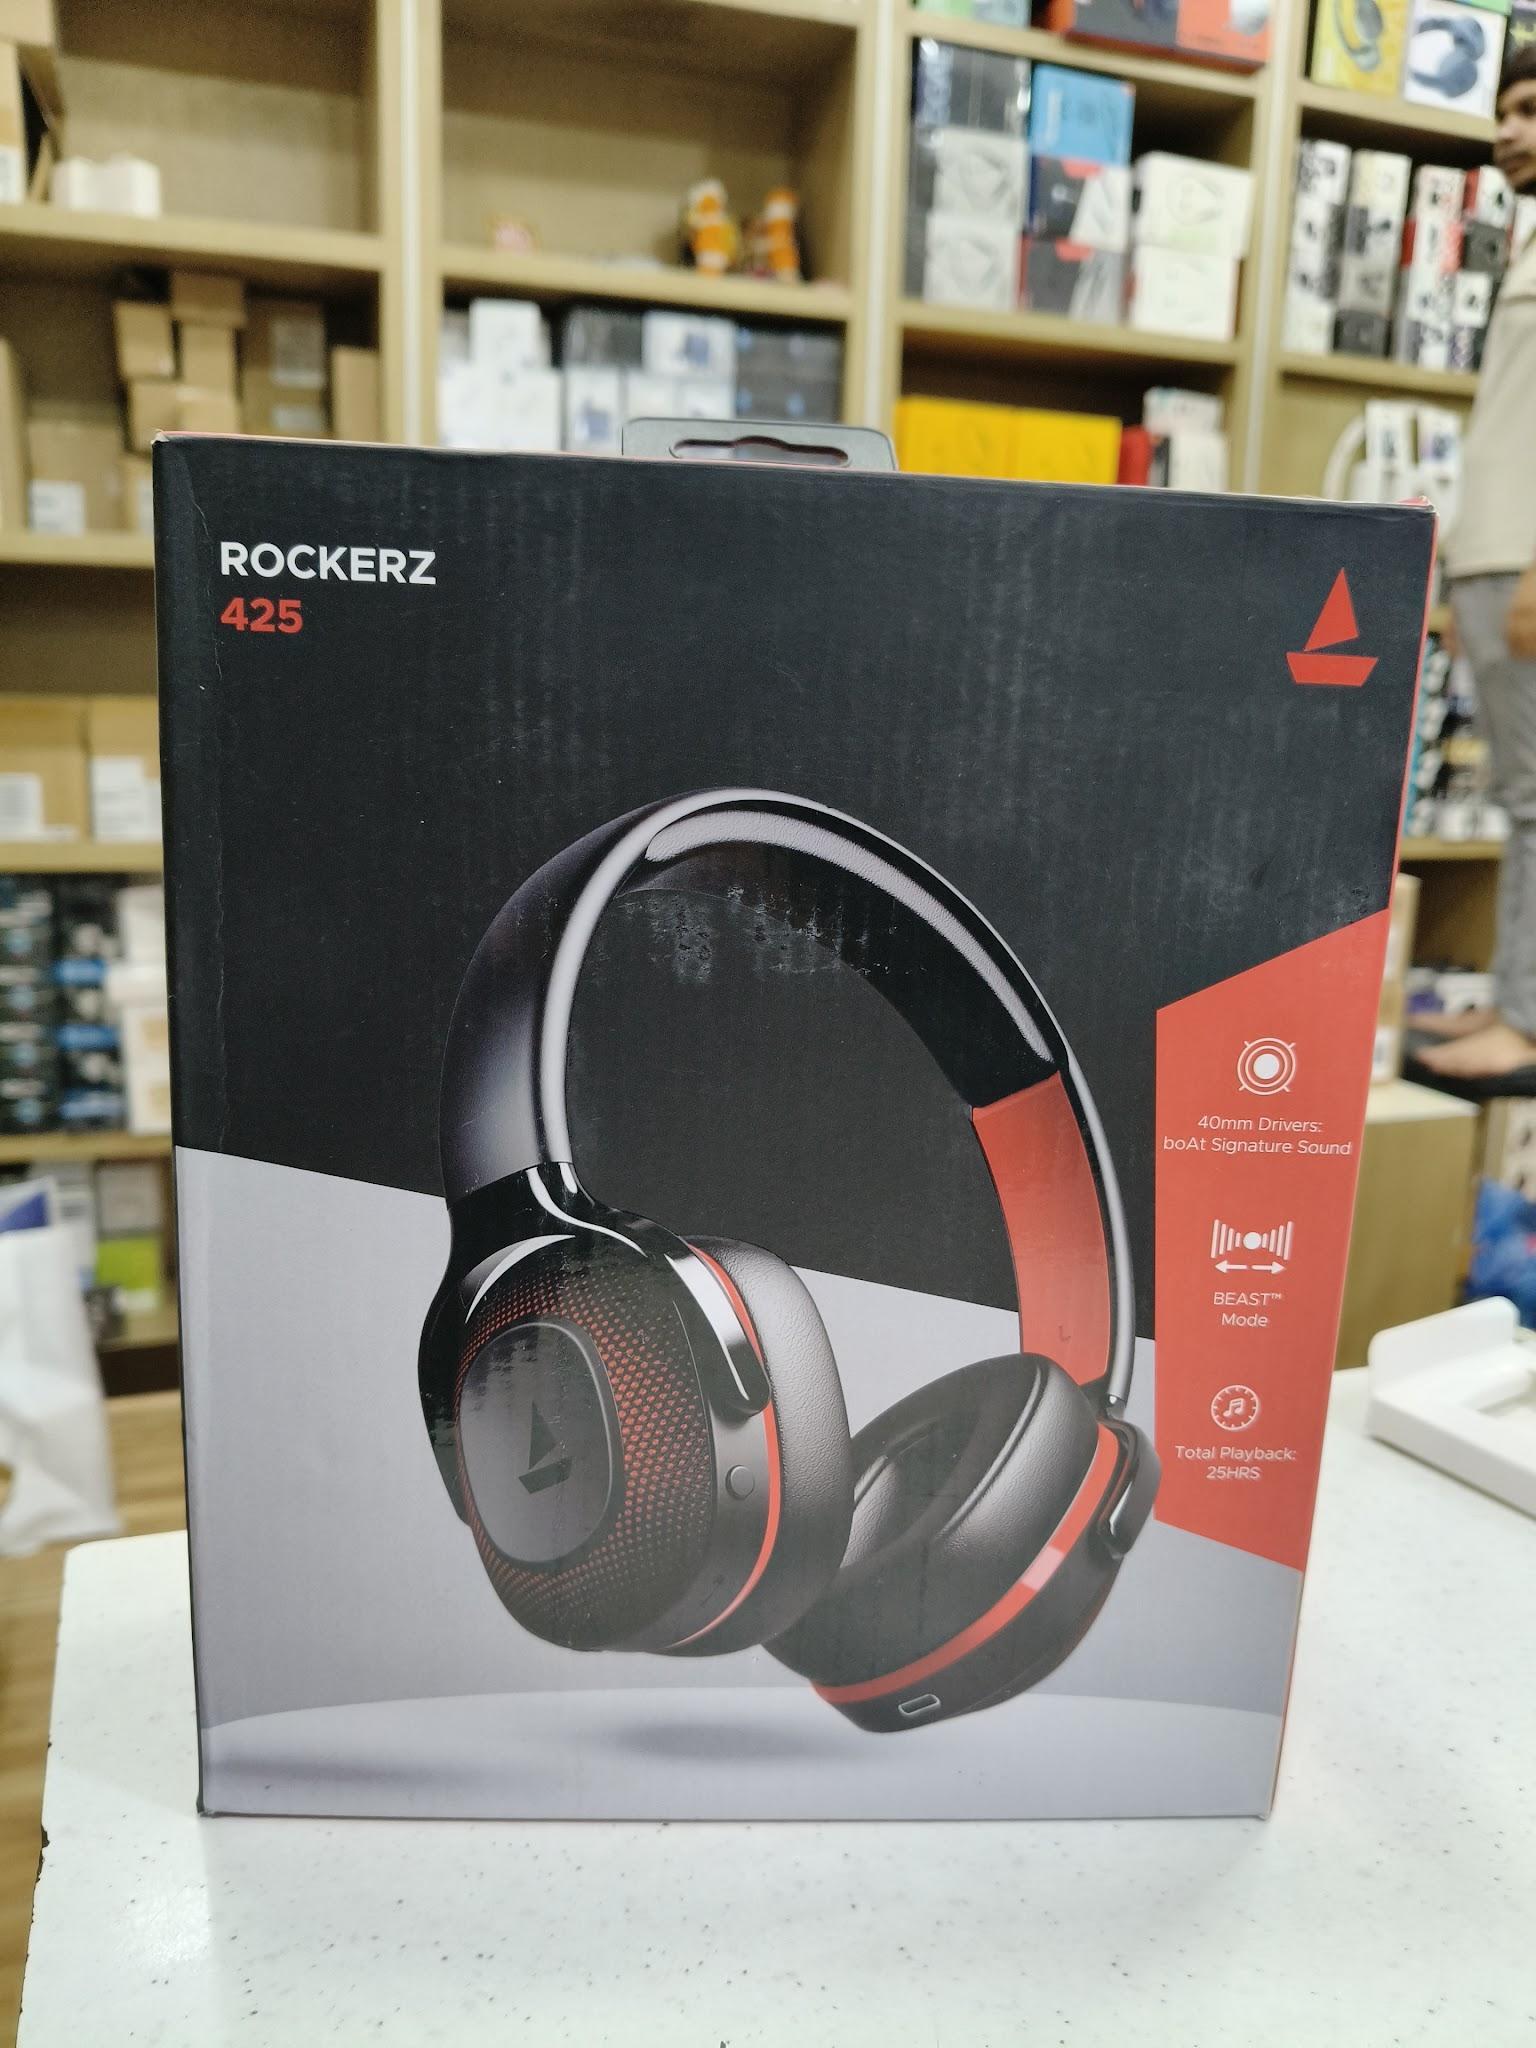 ROCKERZ
425
40mm Drivers:
boAt Signature Sound
BEAST™
Mode
Total Playback:
25HRS
L